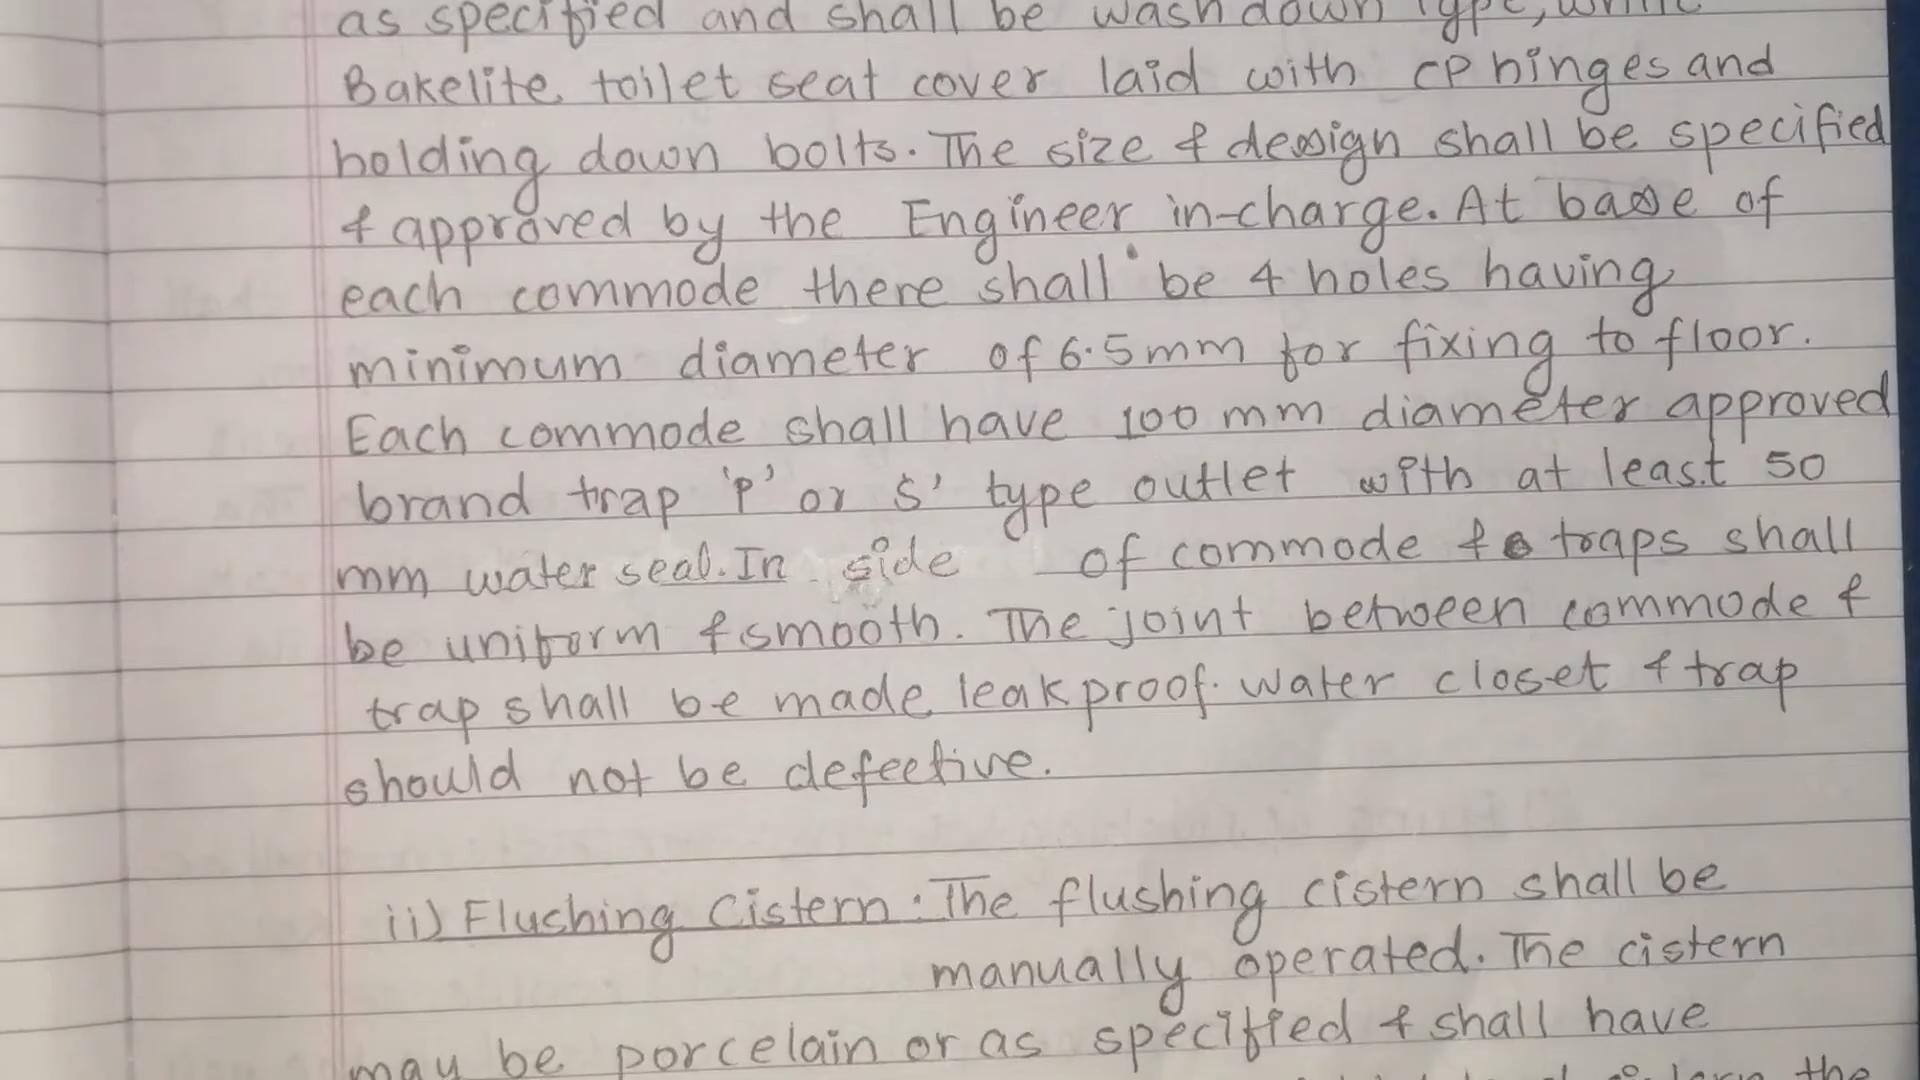 as specified and shall be wash down type, white
Bakelite toilet seat cover laid with CP hinges and
holding down bolts. The size & design shall be specified
& approved by the Engineer in-charge. At base of
each commode there shall be 4 holes having
minimum diameter of 6.5mm for fixing to floor.
Each commode shall have 100 mm diameter approved
brand trap 'P' or S' type outlet with at least 50
mm water seal. In side of commode & traps shall
be uniform & smooth. The joint between commode &
trap shall be made leakproof. Water closet & trap
should not be defective.
ii) Flushing Cistern: The flushing cistern shall be
manually operated. The cistern
may be porcelain or as specified & shall have
the